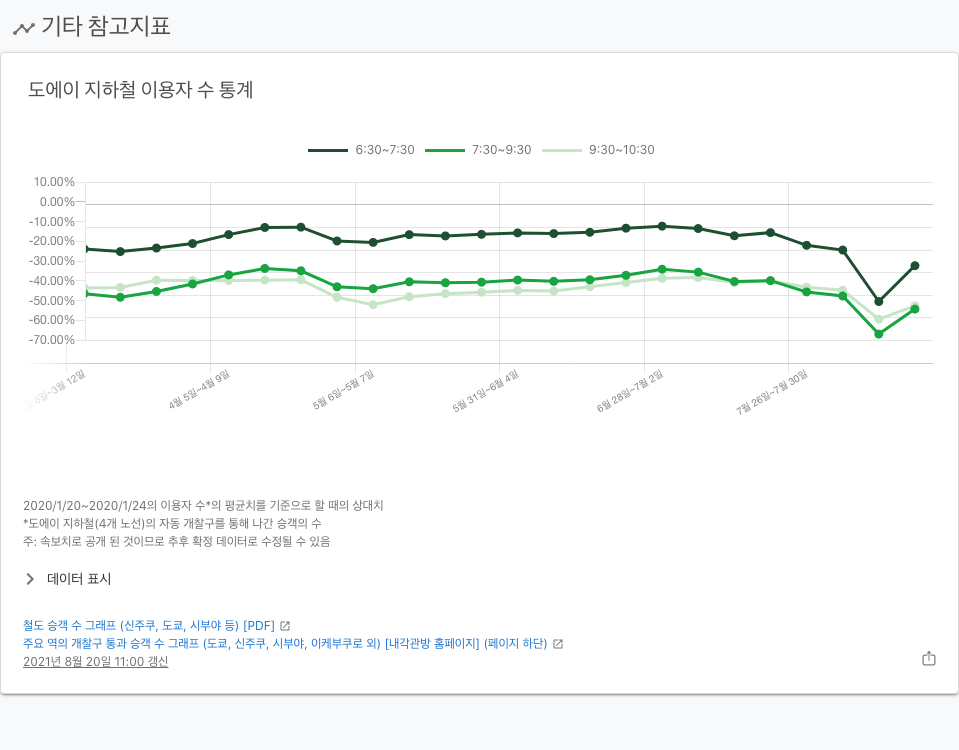 기타 참고지표
도에이 지하철 이용자 수 통계
6:30~7:30 7:30~9:30 9:30~10:30
10.00%
0.00%
-10.00%
-20.00%
-30.00%
-40.00%
-50.00%
-60.00%
-70.00%
8일~3월 12일
4월 5일~4월 9일
5월 6일~5월 7일
5월 31일~6월 4일
6월 28일~7월 2일
7월 26일~7월 30일
2020/1/20~2020/1/24의 이용자 수*의 평균치를 기준으로 할 때의 상대치
*도에이 지하철(4개 노선)의 자동 개찰구를 통해 나간 승객의 수
주: 속보치로 공개 된 것이므로 추후 확정 데이터로 수정될 수 있음
데이터 표시
철도 승객 수 그래프 (신주쿠, 도쿄, 시부야 등) [PDF]
주요 역의 개찰구 통과 승객 수 그래프 (도쿄, 신주쿠, 시부야, 이케부쿠로 외) [내각관방 홈페이지] (페이지 하단)
2021년 8월 20일 11:00 갱신